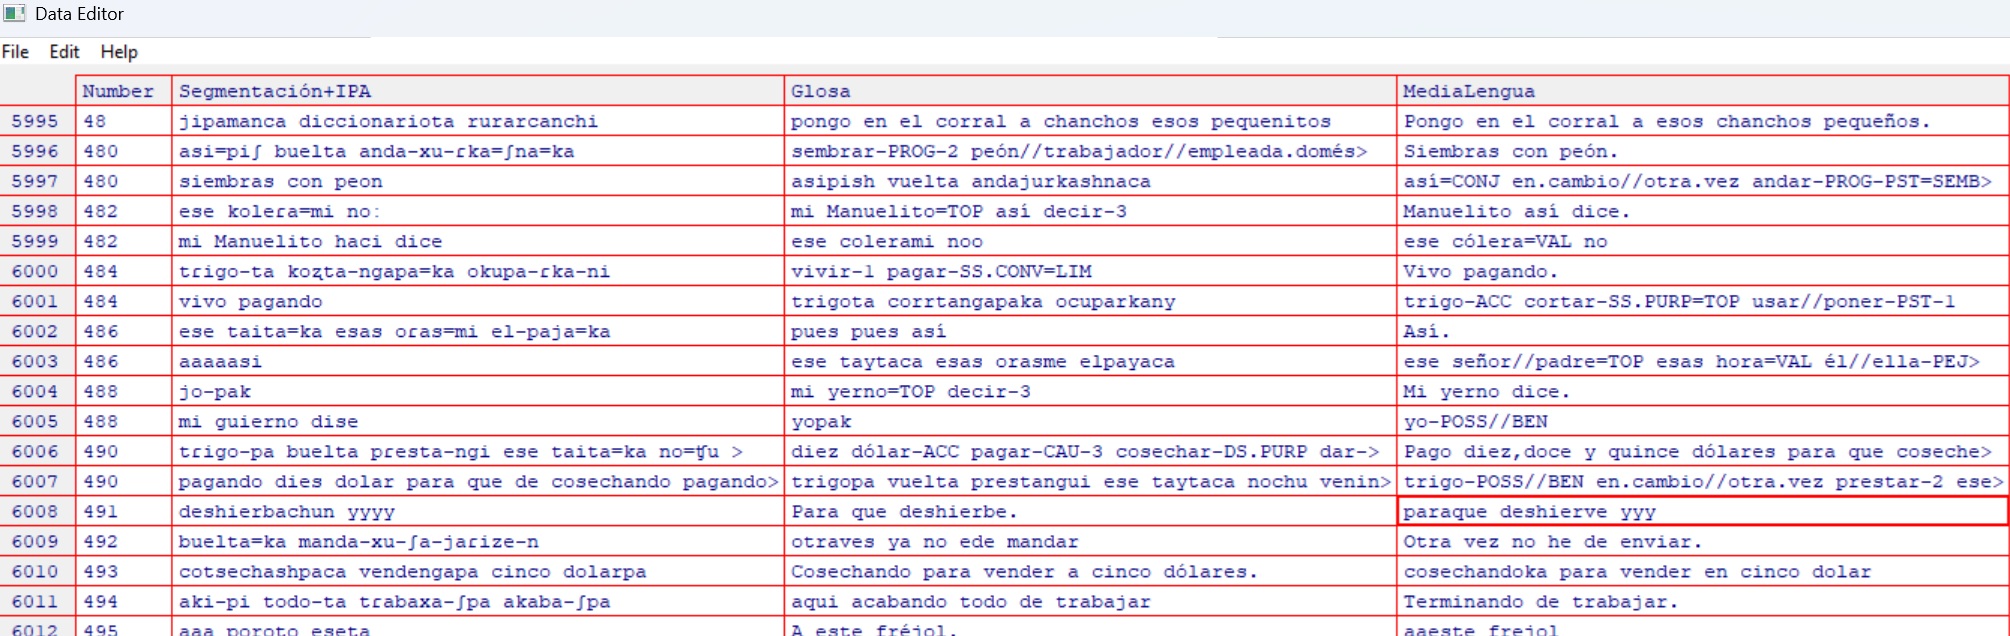 Data Editor
File Edit Help
Number Segmentación+IPA Glosa MediaLengua
5995 48 jipamanca diccionariota rurarcanchi pongo en el corral a chanchos esos pequenitos Pongo en el corral a esos chanchos pequeños.
5996 480 asi=piʃ buelta anda-xu-ɾka=ʃna=ka sembrar-PROG-2 peón//trabajador//empleada.domés> Siembras con peón.
5997 480 siembras con peon asipish vuelta andajurkashnaca así=CONJ en.cambio//otra.vez andar-PROG-PST=SEMB>
5998 482 ese koleɾa=mi noː mi Manuelito=TOP así decir-3 Manuelito así dice.
5999 482 mi Manuelito haci dice ese colerami noo ese cólera=VAL no
6000 484 tɾigo-ta koʐta-ngapa=ka okupa-ɾka-ni vivir-1 pagar-SS.CONV=LIM Vivo pagando.
6001 484 vivo pagando trigota corrtangapaka ocuparkany trigo-ACC cortar-SS.PURP=TOP usar//poner-PST-1
6002 486 ese taita=ka esas oɾas=mi el-paja=ka pues pues así Así.
6003 486 aaaaasi ese taytaca esas orasme elpayaca ese señor//padre=TOP esas hora=VAL él//ella-PEJ>
6004 488 jo-pak mi yerno=TOP decir-3 Mi yerno dice.
6005 488 mi guierno dise yopak yo-POSS//BEN
6006 490 tɾigo-pa buelta pɾesta-ngi ese taita=ka no=ʧu > diez dólar-ACC pagar-CAU-3 cosechar-DS.PURP dar-> Pago diez,doce y quince dólares para que coseche>
6007 490 pagando dies dolar para que de cosechando pagando> trigopa vuelta prestangui ese taytaca nochu venin> trigo-POSS//BEN en.cambio//otra.vez prestar-2 ese>
6008 491 deshierbachun yyyy Para que deshierbe. paraque deshierve yyy
6009 492 buelta=ka manda-xu-ʃa-jaɾize-n otraves ya no ede mandar Otra vez no he de enviar.
6010 493 cotsechashpaca vendengapa cinco dolarpa Cosechando para vender a cinco dólares. cosechandoka para vender en cinco dolar
6011 494 aki-pi todo-ta tɾabaxa-ʃpa akaba-ʃpa aqui acabando todo de trabajar Terminando de trabajar.
6012 495 aaa poroto eseta A este fréjol. aaeste frejol